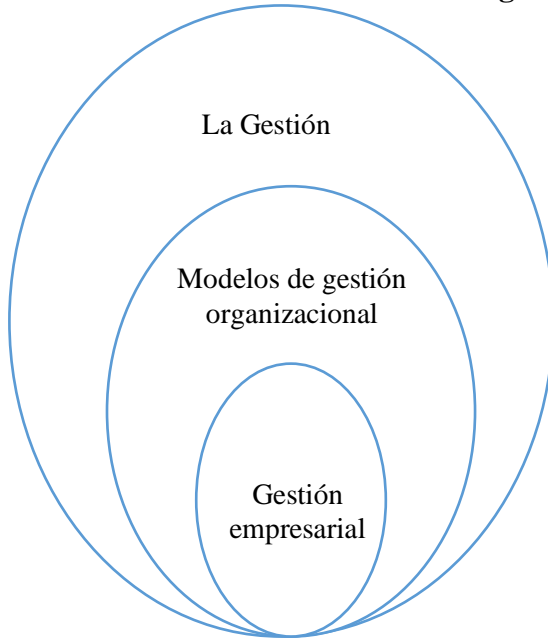 La Gestión
Modelos de gestión
organizacional
Gestión
empresarial